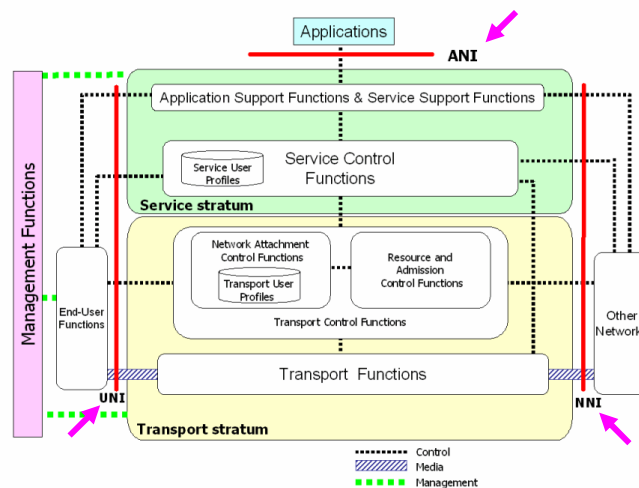 Applications
ANI
Application Support Functions & Service Support Functions
Service User
Profiles
Service Control
Functions
Service stratum
Management Functions
Network Attachment
Control Functions
Transport User
Profiles
Resource and
Admission
Control Functions
Transport Control Functions
End-User
Functions
Other
Network
Transport Functions
UNI
NNI
Transport stratum
Control
Media
Management